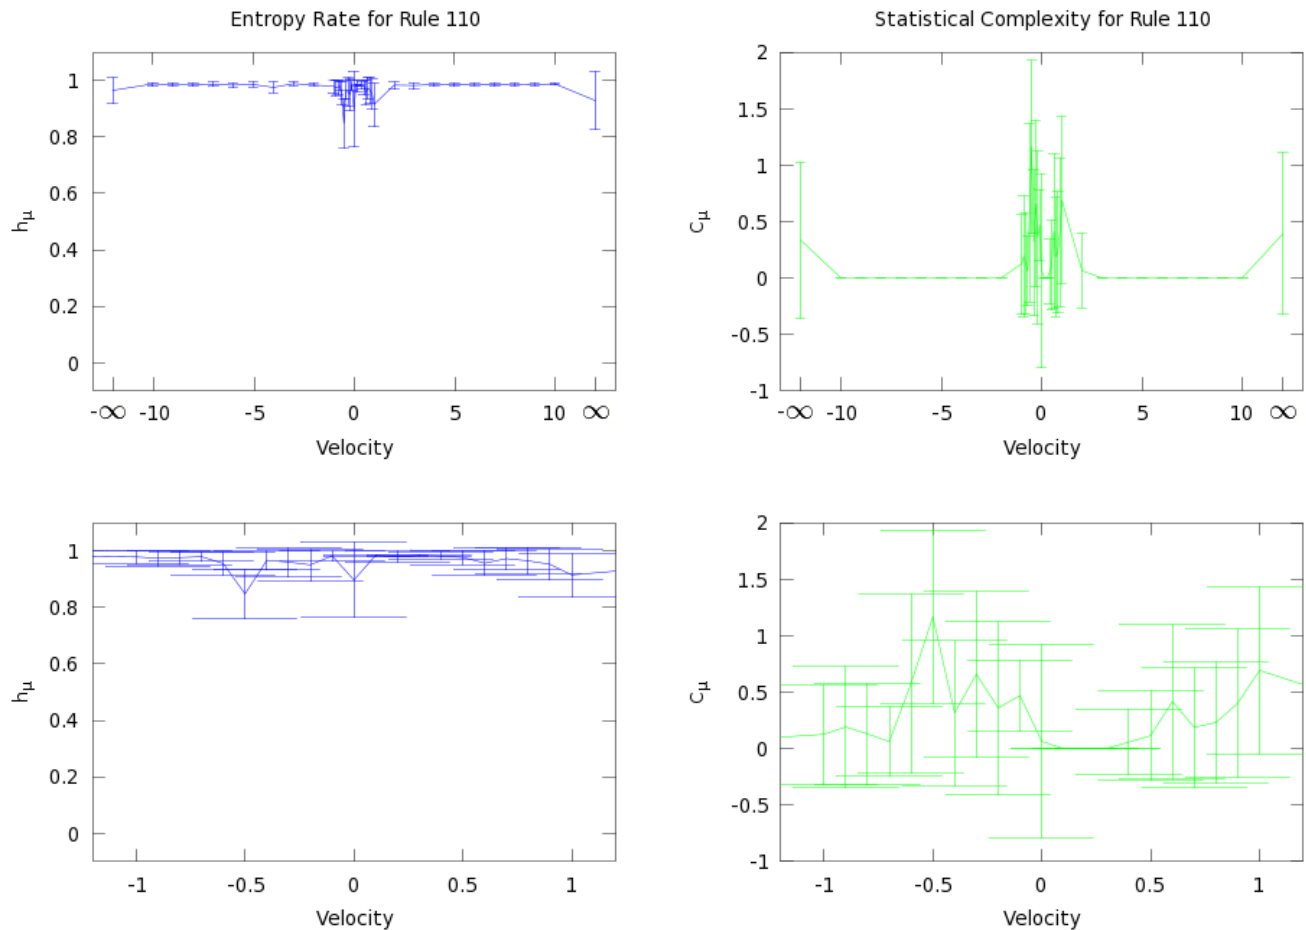 Entropy Rate for Rule 110
1
0.8
0.6
0.4
0.2
0
hμ
-∞ -10 -5 0 5 10 ∞
Velocity
Statistical Complexity for Rule 110
2
1.5
1
0.5
0
-0.5
-1
cμ
-∞ -10 -5 0 5 10 ∞
Velocity
1
0.8
0.6
0.4
0.2
0
hμ
-1 -0.5 0 0.5 1
Velocity
2
1.5
1
0.5
0
-0.5
-1
cμ
-1 -0.5 0 0.5 1
Velocity